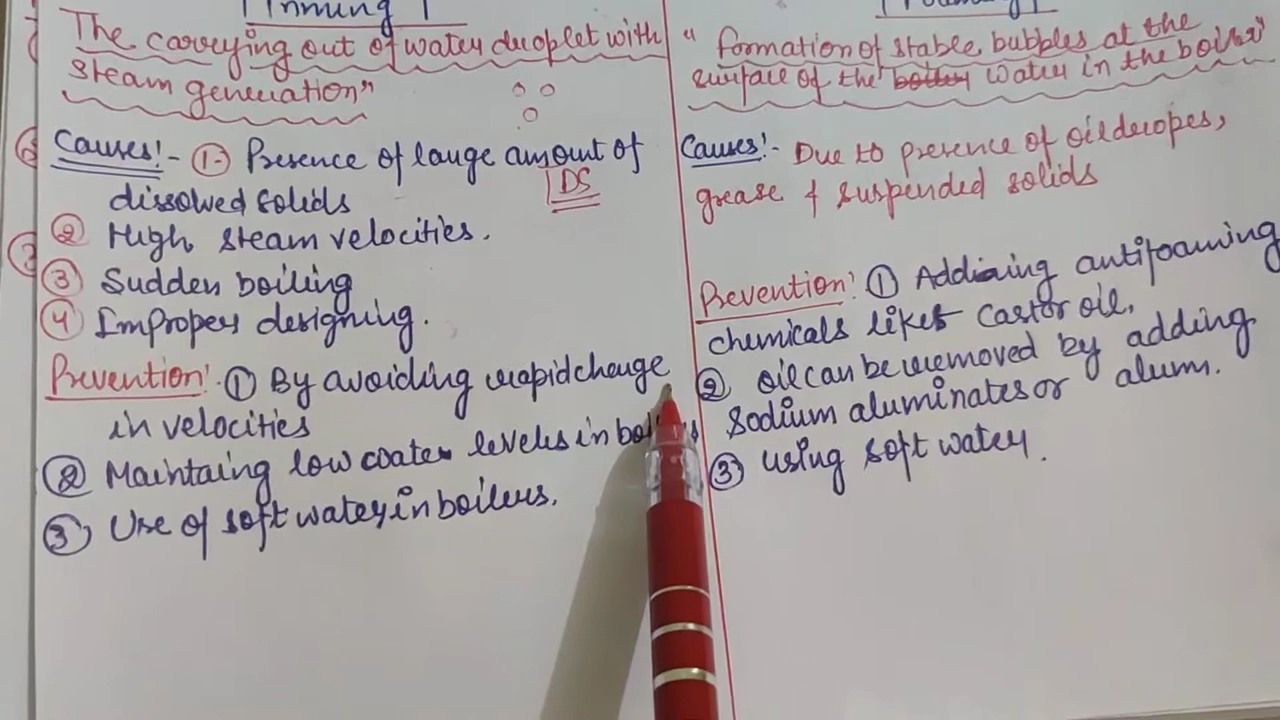 Priming
"The carrying out of water droplet with
steam generation"
Causes:- ① Presence of large amount of
dissolved solids
DS
② High steam velocities.
③ Sudden boiling
④ Improper designing.
Prevention: ① By avoiding rapid change
in velocities
② Maintaing low water levels in
③ Use of soft water in boilers.
Foaming
"formation of stable bubbles at the
surface of the boiler water in the boiler"
Causes:- Due to presence of oil dropes,
grease & suspended solids
Prevention: ① Adding antifoaming
chemicals like castor oil.
② oil can be removed by adding
Sodium aluminates or alum.
③ using soft water.